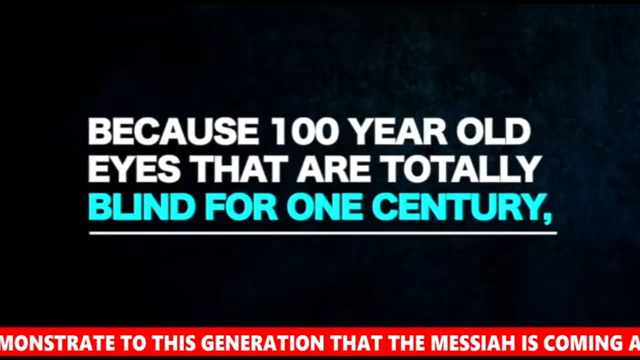 BECAUSE 100 YEAR OLD
EYES THAT ARE TOTALLY
BLIND FOR ONE CENTURY,
MONSTRATE TO THIS GENERATION THAT THE MESSIAH IS COMING A